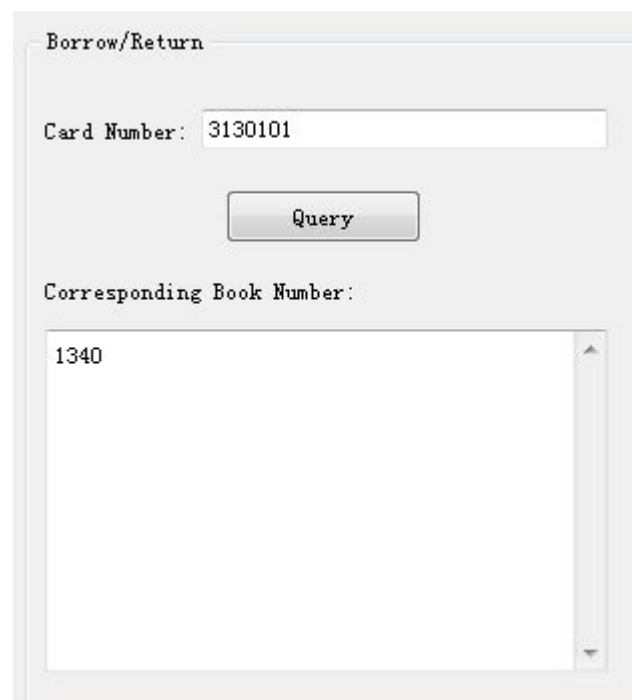 Borrow/Return
Card Number: 3130101
Query
Corresponding Book Number:
1340